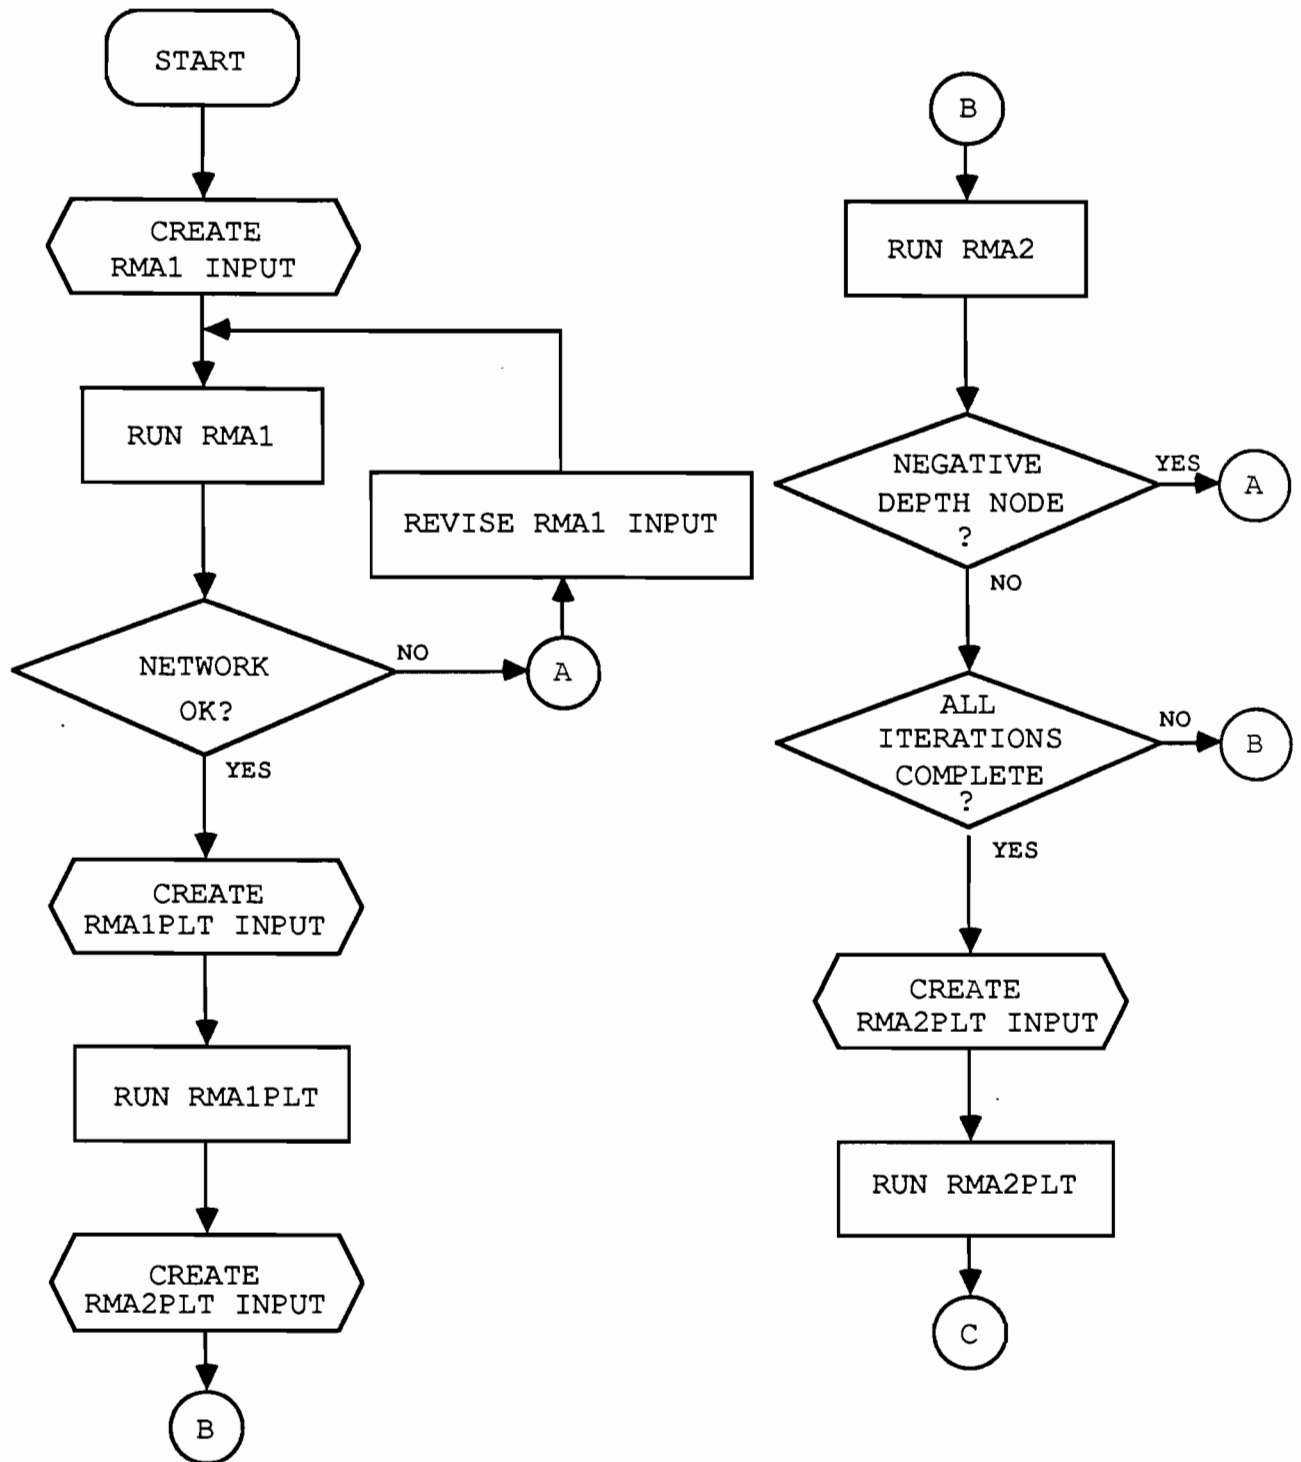 START
CREATE
RMA1 INPUT
RUN RMA1
REVISE RMA1 INPUT
NETWORK
OK?
NO
A
YES
CREATE
RMA1PLT INPUT
RUN RMA1PLT
CREATE
RMA2PLT INPUT
B
B
RUN RMA2
NEGATIVE
DEPTH NODE
?
YES
A
NO
ALL
ITERATIONS
COMPLETE
?
NO
B
YES
CREATE
RMA2PLT INPUT
RUN RMA2PLT
C